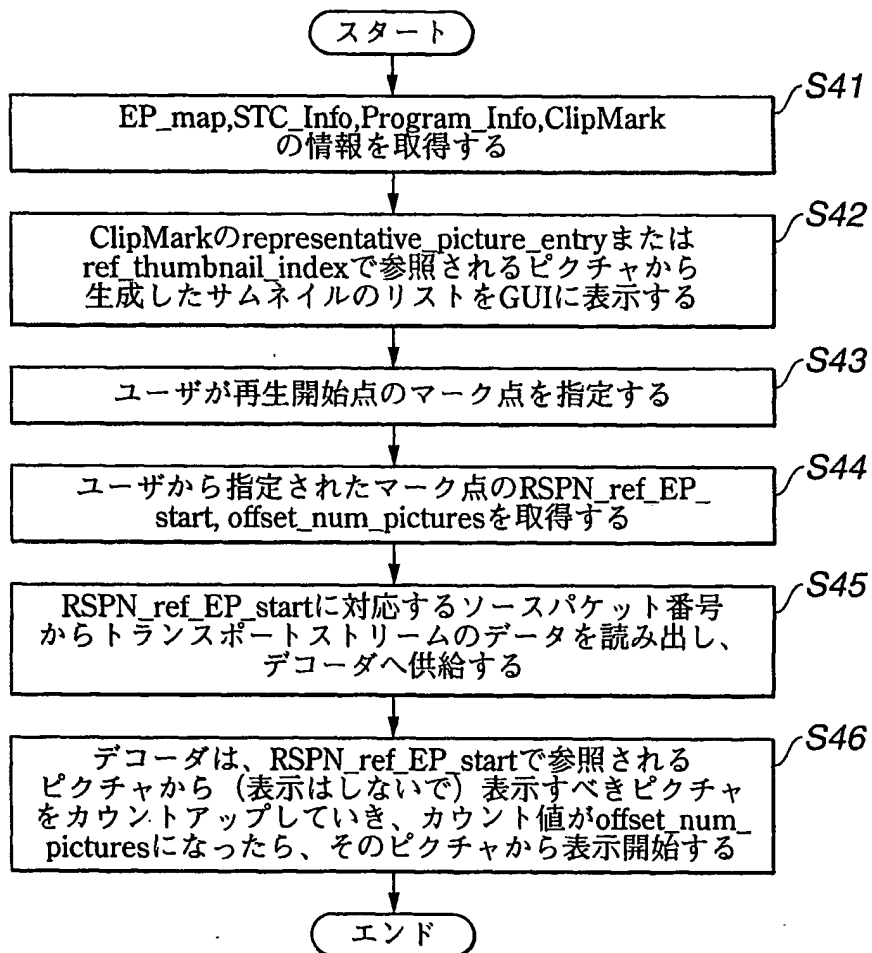 スタート
S41
EP_map,STC_Info,Program_Info,ClipMark
の情報を取得する
S42
ClipMarkのrepresentative_picture_entryまたは
ref_thumbnail_indexで参照されるピクチャから
生成したサムネイルのリストをGUIに表示する
S43
ユーザが再生開始点のマーク点を指定する
S44
ユーザから指定されたマーク点のRSPN_ref_EP_
start, offset_num_picturesを取得する
S45
RSPN_ref_EP_startに対応するソースパケット番号
からトランスポートストリームのデータを読み出し、
デコーダへ供給する
S46
デコーダは、RSPN_ref_EP_startで参照される
ピクチャから（表示はしないで）表示すべきピクチャ
をカウントアップしていき、カウント値がoffset_num_
picturesになったら、そのピクチャから表示開始する
エンド